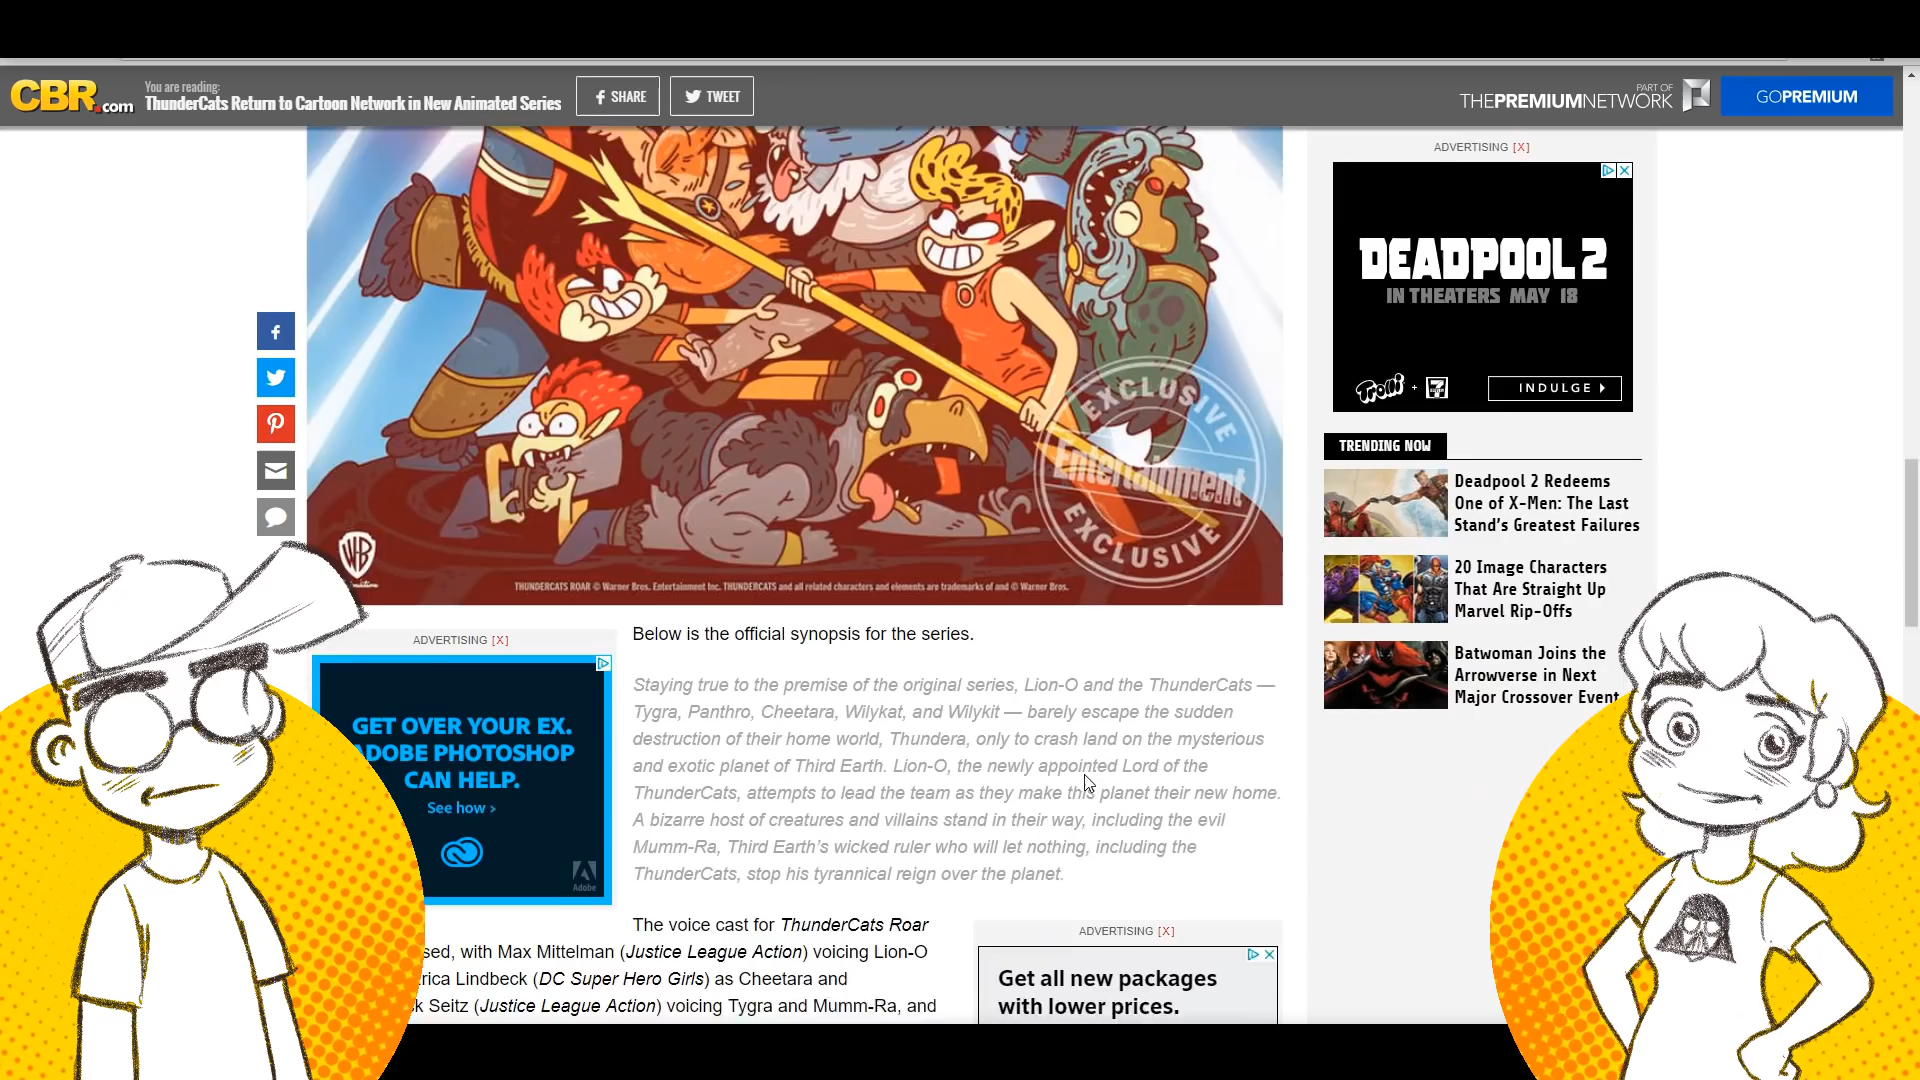 CBR.com
You are reading:
ThunderCats Return to Cartoon Network in New Animated Series
SHARE
TWEET
PART OF
THEPREMIUMNETWORK
GOPREMIUM
EXCLUSIVE
Entertainment
EXCLUSIVE
WB
THUNDERCATS ROAR © Warner Bros. Entertainment Inc. THUNDERCATS and all related characters and elements are trademarks of and © Warner Bros.
ADVERTISING [X]
GET OVER YOUR EX.
ADOBE PHOTOSHOP
CAN HELP.
See how >
Adobe
Below is the official synopsis for the series.
Staying true to the premise of the original series, Lion-O and the ThunderCats —
Tygra, Panthro, Cheetara, Wilykat, and Wilykit — barely escape the sudden
destruction of their home world, Thundera, only to crash land on the mysterious
and exotic planet of Third Earth. Lion-O, the newly appointed Lord of the
ThunderCats, attempts to lead the team as they make this planet their new home.
A bizarre host of creatures and villains stand in their way, including the evil
Mumm-Ra, Third Earth's wicked ruler who will let nothing, including the
ThunderCats, stop his tyrannical reign over the planet.
The voice cast for ThunderCats Roar
sed, with Max Mittelman (Justice League Action) voicing Lion-O
rica Lindbeck (DC Super Hero Girls) as Cheetara and
k Seitz (Justice League Action) voicing Tygra and Mumm-Ra, and
ADVERTISING [X]
Get all new packages
with lower prices.
ADVERTISING [X]
DEADPOOL 2
IN THEATERS MAY 18
Trolli + 7
INDULGE
TRENDING NOW
Deadpool 2 Redeems
One of X-Men: The Last
Stand's Greatest Failures
20 Image Characters
That Are Straight Up
Marvel Rip-Offs
Batwoman Joins the
Arrowverse in Next
Major Crossover Event